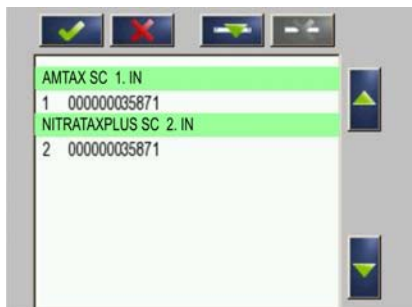 AMTAX SC 1. IN
1 000000035871
NITRATAXPLUS SC 2. IN
2 000000035871